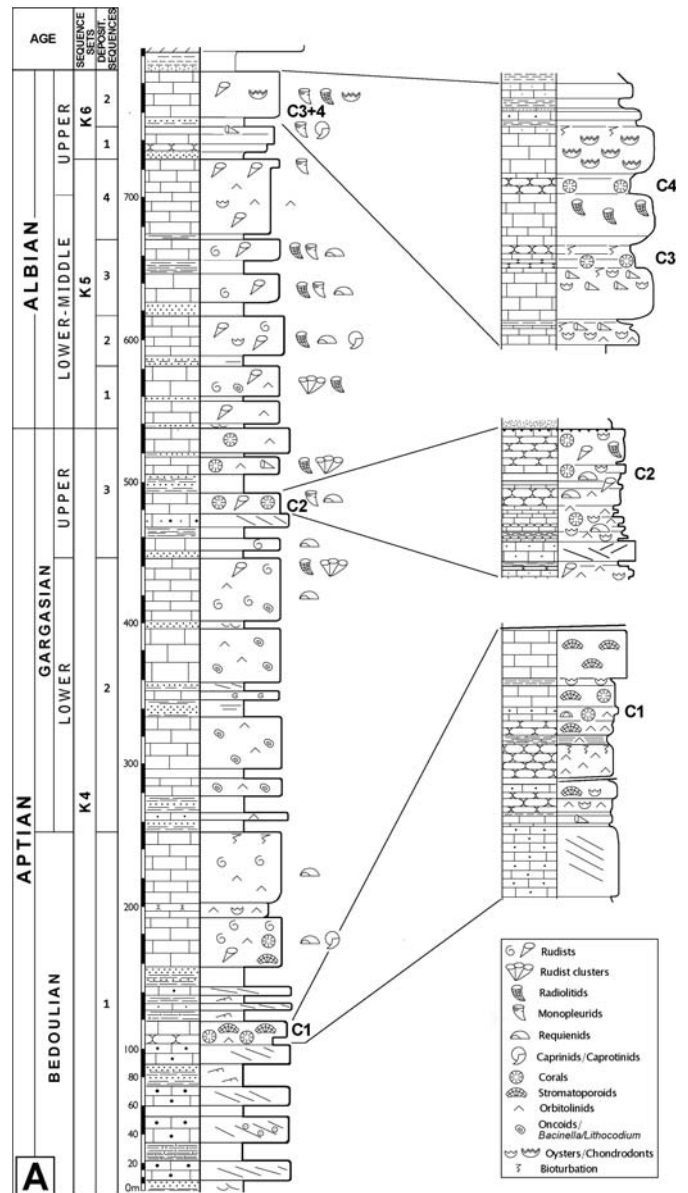 AGE
SEQUENCE SETS
DEPOSIT. SEQUENCES
ALBIAN
UPPER
LOWER-MIDDLE
APTIAN
GARGASIAN
UPPER
LOWER
BEDOULIAN
K6
K5
K4
2
1
4
3
2
1
3
2
1
700
600
500
400
300
200
100
80
60
40
20
0m
C3+4
C2
C1
C4
C3
C2
C1
Rudists
Rudist clusters
Radiolitids
Monopleurids
Requienids
Caprinids/Caprotinids
Corals
Stromatoporoids
Orbitolinids
Oncoids/
Bacinella/Lithocodium
Oysters/Chondrodonts
Bioturbation
A